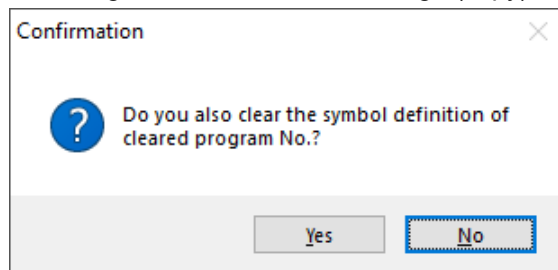 Confirmation
Do you also clear the symbol definition of
cleared program No.?
Yes
No